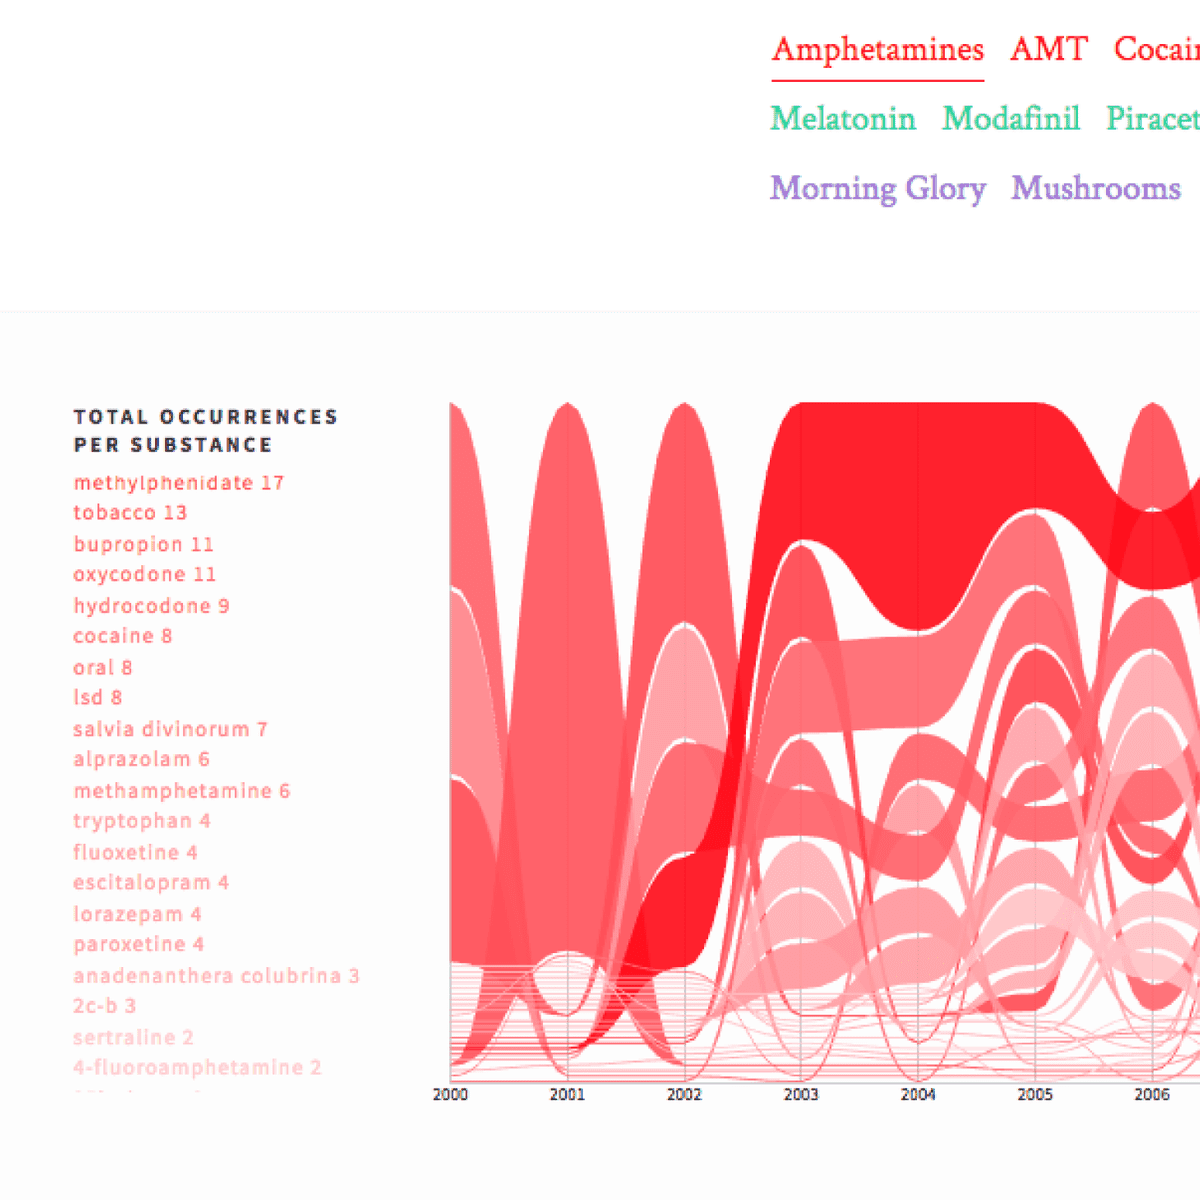 Amphetamines AMT
Melatonin Modafinil
Morning Glory Mushrooms
TOTAL OCCURRENCES
PER SUBSTANCE
methylphenidate 17
tobacco 13
bupropion 11
oxycodone 11
hydrocodone 9
cocaine 8
oral 8
lsd 8
salvia divinorum 7
alprazolam 6
methamphetamine 6
tryptophan 4
fluoxetine 4
escitalopram 4
lorazepam 4
paroxetine 4
anadenanthera colubrina 3
2c-b 3
sertraline 2
4-fluoroamphetamine 2
2000 2001 2002 2003 2004 2005 2006